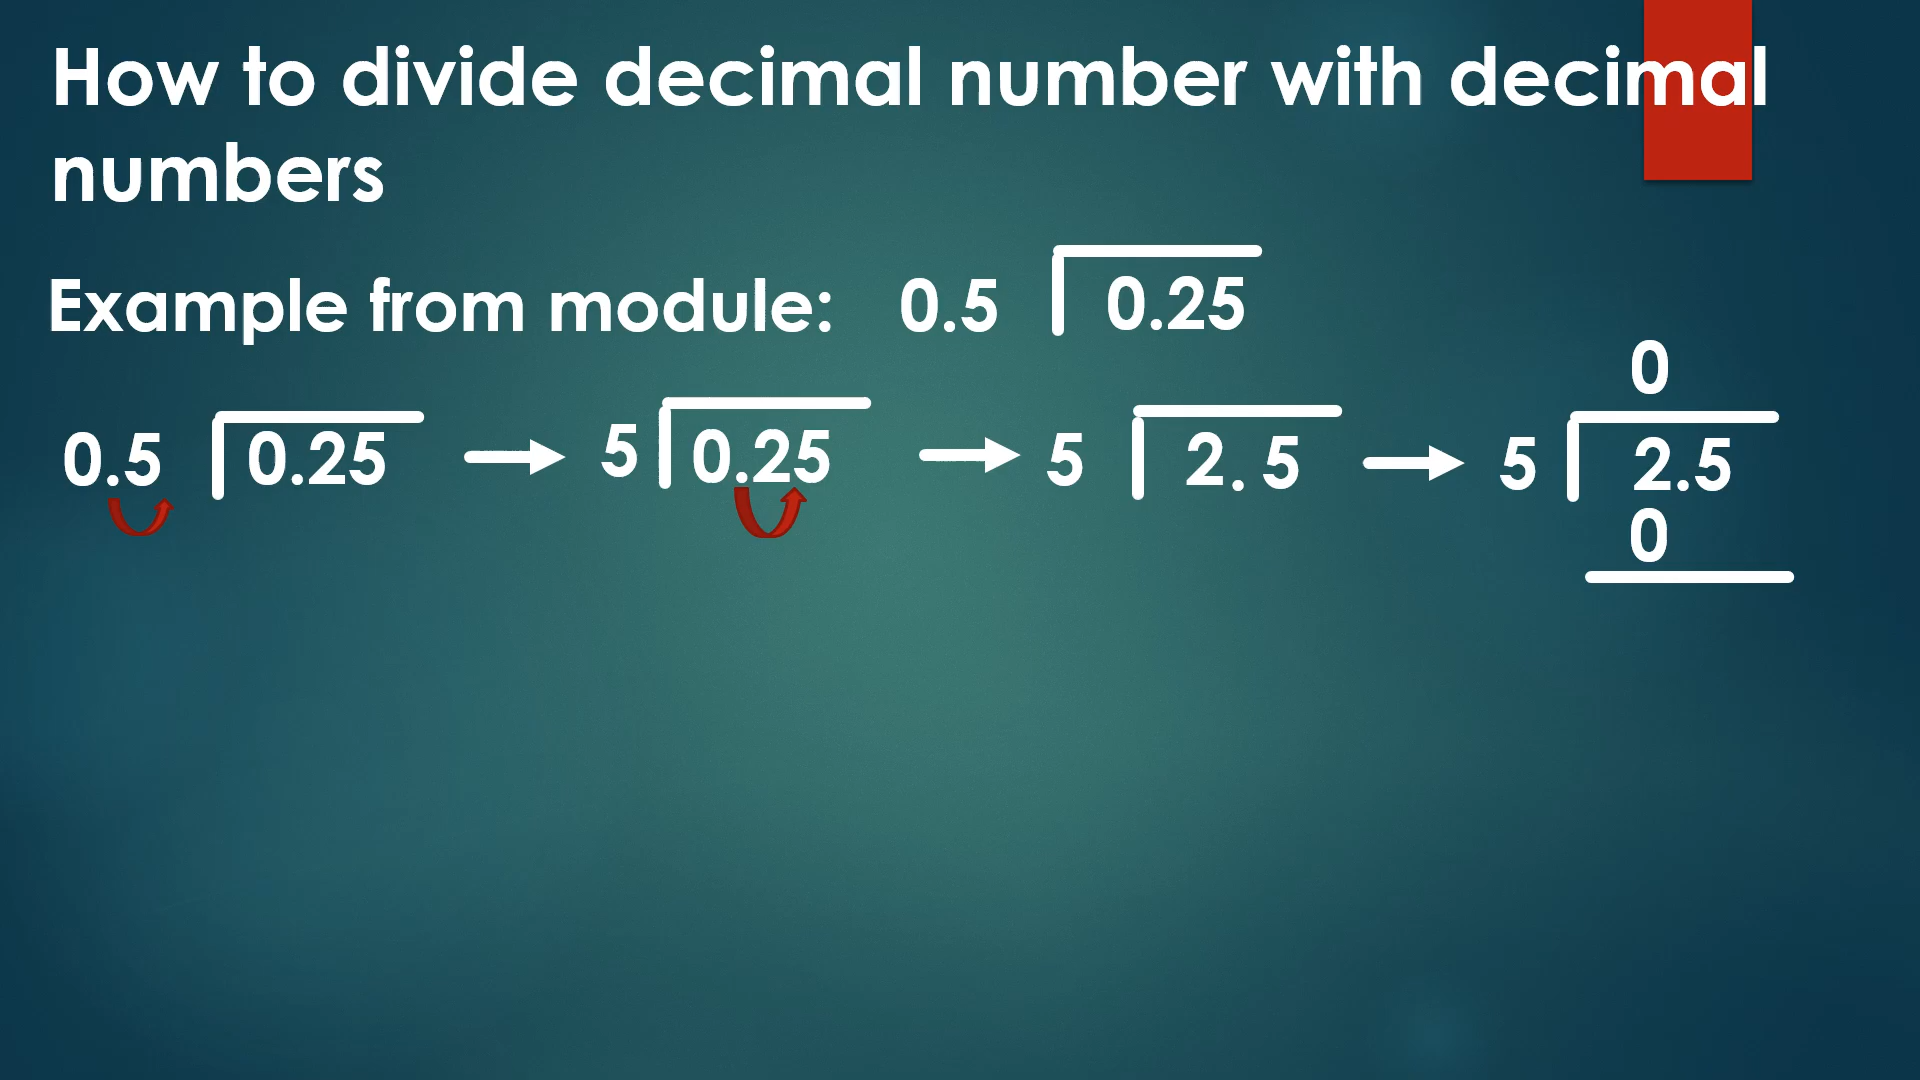 How to divide decimal number with decimal
numbers
Example from module: 0.5 0.25
0
0.5 0.25 5 0.25 5 2.5 5 2.5
0